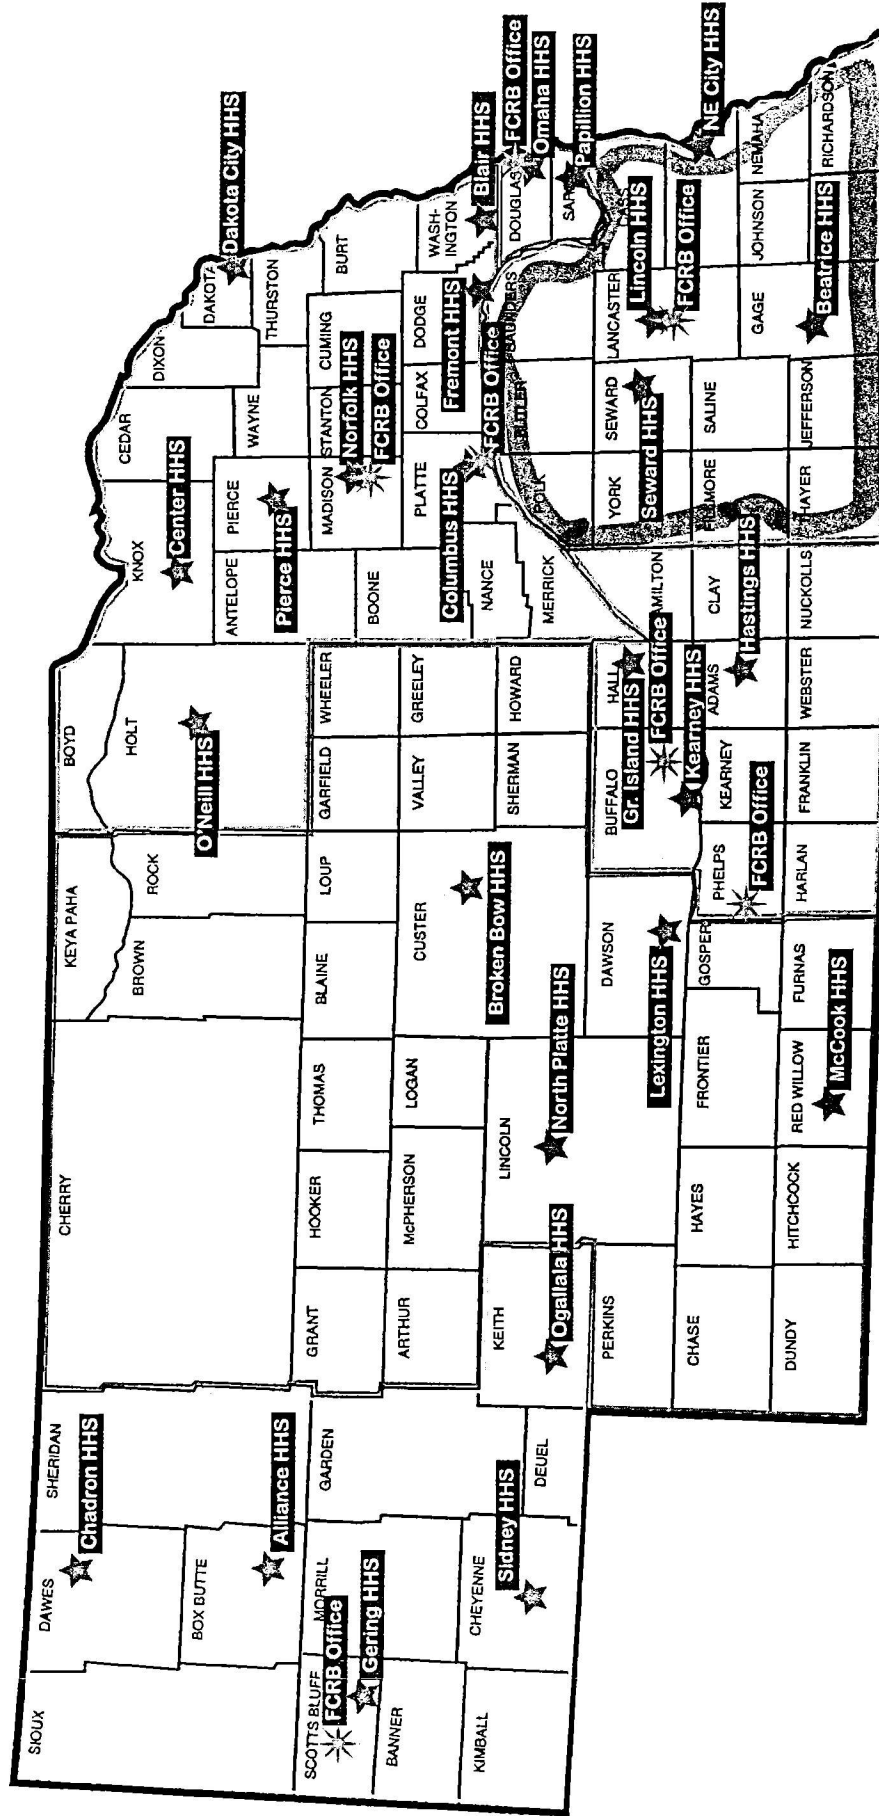 SIOUX
DAWES
Chadron HHS
SHERIDAN
BOX BUTTE
Alliance HHS
SCOTTS BLUFF
FCRB Office
Gering HHS
MORRILL
GARDEN
BANNER
KIMBALL
CHEYENNE
Sidney HHS
DEUEL
CHERRY
KEYA PAHA
BROWN
ROCK
BOYD
HOLT
O'Neill HHS
GRANT
HOOKER
THOMAS
BLAINE
LOUP
GARFIELD
WHEELER
ARTHUR
McPHERSON
LOGAN
CUSTER
Broken Bow HHS
VALLEY
GREELEY
SHERMAN
HOWARD
KEITH
Ogallala HHS
LINCOLN
North Platte HHS
PERKINS
CHASE
DUNDY
HAYES
HITCHCOCK
FRONTIER
RED WILLOW
McCook HHS
DAWSON
Lexington HHS
GOSPER
FURNAS
BUFFALO
Gr. Island HHS
HALL
FCRB Office
Kearney HHS
PHELPS
FCRB Office
KEARNEY
ADAMS
Hastings HHS
HARLAN
FRANKLIN
WEBSTER
KNOX
Center HHS
CEDAR
DIXON
DAKOTA
Dakota City HHS
ANTELOPE
PIERCE
Pierce HHS
WAYNE
THURSTON
BOONE
MADISON
STANTON
Norfolk HHS
FCRB Office
CUMING
BURT
NANCE
PLATTE
Columbus HHS
COLFAX
DODGE
Fremont HHS
FCRB Office
WASH-
INGTON
Blair HHS
MERRICK
POLK
BUTLER
SAUNDERS
DOUGLAS
FCRB Office
Omaha HHS
SAR
Papillion HHS
CASS
AMILTON
YORK
SEWARD
Seward HHS
LANCASTER
Lincoln HHS
FCRB Office
NE City HHS
CLAY
FILLMORE
SALINE
NUCKOLLS
THAYER
JEFFERSON
GAGE
Beatrice HHS
JOHNSON
NEMAHA
RICHARDSON